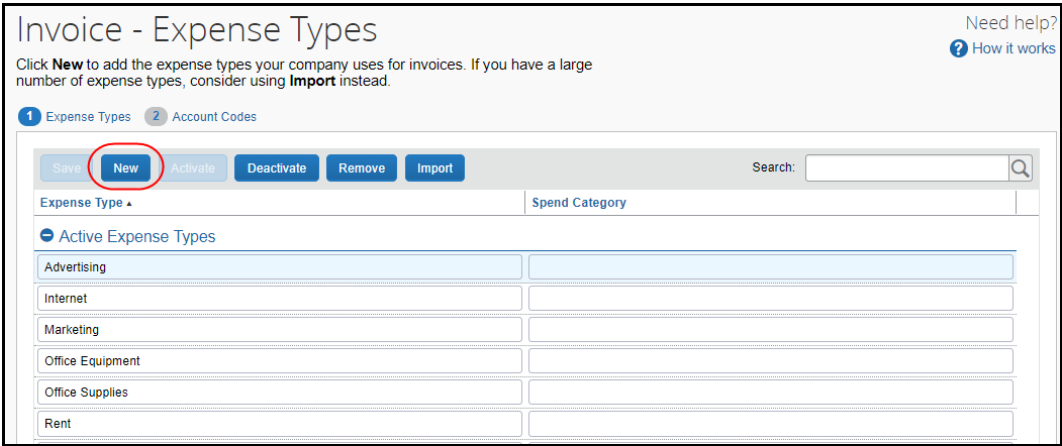 Invoice - Expense Types
Need help?
? How it works
Click New to add the expense types your company uses for invoices. If you have a large
number of expense types, consider using Import instead.
1 Expense Types 2 Account Codes
Save New Activate Deactivate Remove Import Search:
Expense Type Spend Category
Active Expense Types
Advertising
Internet
Marketing
Office Equipment
Office Supplies
Rent